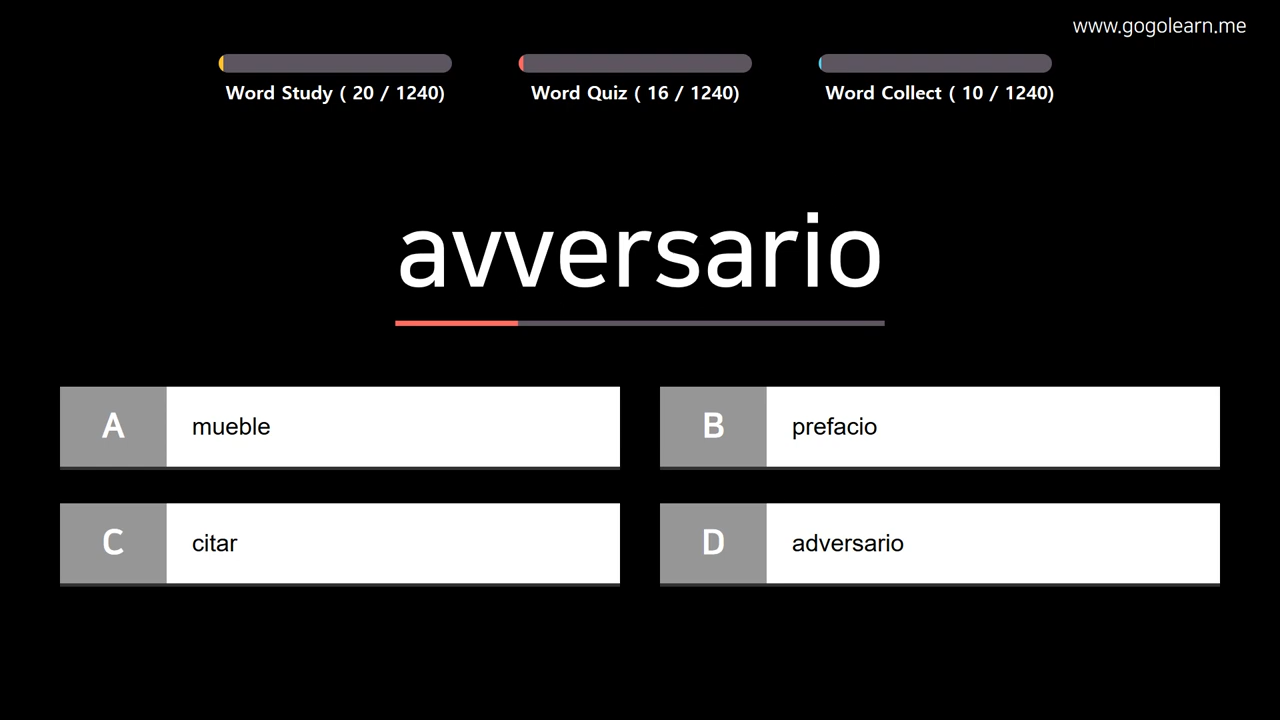 www.gogolearn.me
Word Study ( 20 / 1240)
Word Quiz ( 16 / 1240)
Word Collect ( 10 / 1240)
avversario
A
mueble
B
prefacio
C
citar
D
adversario